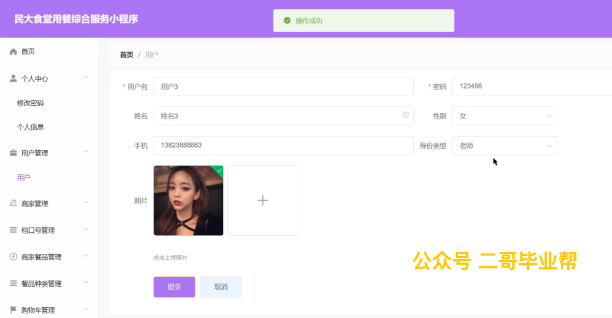 民大食堂用餐综合服务小程序
操作成功
首页
个人中心
修改密码
个人信息
用户管理
用户
商家管理
档口号管理
商家餐品管理
餐品种类管理
购物车管理
首页 / 用户
* 用户名 用户3
* 密码 123456
姓名 姓名3
性别 女
手机 13823888883
身份类型 老师
照片
点击上传照片
提交 取消
公众号 二哥毕业帮